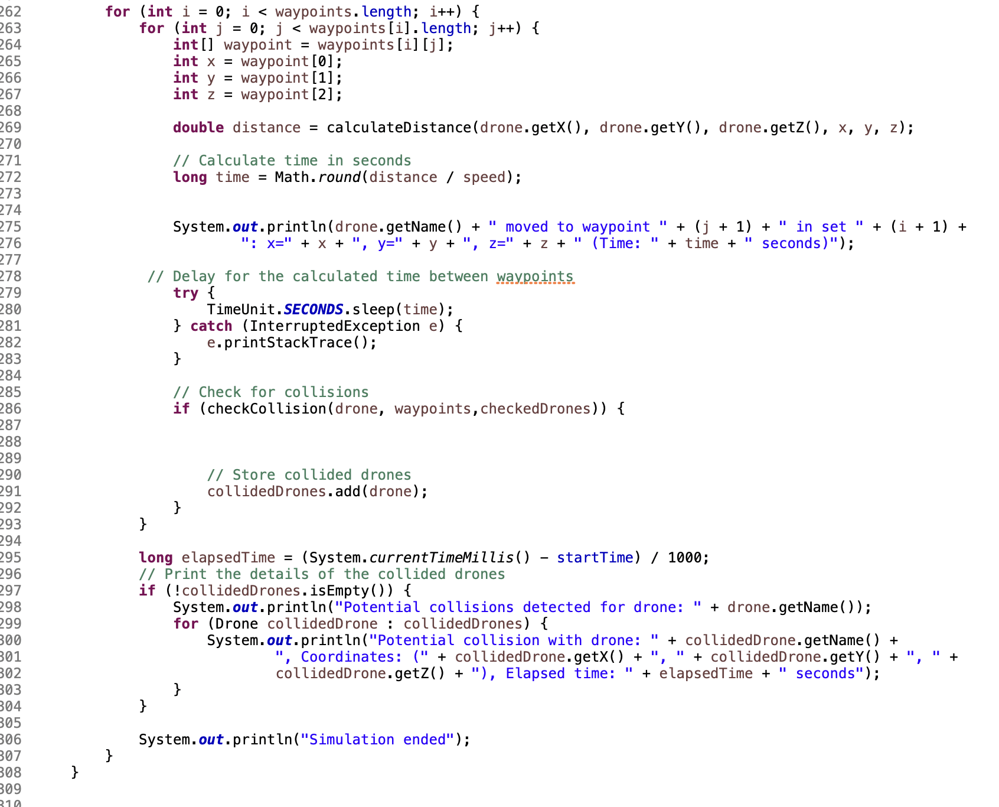 262 for (int i = 0; i < waypoints.length; i++) {
263 for (int j = 0; j < waypoints[i].length; j++) {
264 int[] waypoint = waypoints[i][j];
265 int x = waypoint[0];
266 int y = waypoint[1];
267 int z = waypoint[2];
268
269 double distance = calculateDistance(drone.getX(), drone.getY(), drone.getZ(), x, y, z);
270
271 // Calculate time in seconds
272 long time = Math.round(distance / speed);
273
274
275 System.out.println(drone.getName() + " moved to waypoint " + (j + 1) + " in set " + (i + 1) +
276 ": x=" + x + ", y=" + y + ", z=" + z + " (Time: " + time + " seconds)");
277
278 // Delay for the calculated time between waypoints
279 try {
280 TimeUnit.SECONDS.sleep(time);
281 } catch (InterruptedException e) {
282 e.printStackTrace();
283 }
284
285 // Check for collisions
286 if (checkCollision(drone, waypoints,checkedDrones)) {
287
288
289
290 // Store collided drones
291 collidedDrones.add(drone);
292 }
293 }
294
295 long elapsedTime = (System.currentTimeMillis() - startTime) / 1000;
296 // Print the details of the collided drones
297 if (!collidedDrones.isEmpty()) {
298 System.out.println("Potential collisions detected for drone: " + drone.getName());
299 for (Drone collidedDrone : collidedDrones) {
300 System.out.println("Potential collision with drone: " + collidedDrone.getName() +
301 ", Coordinates: (" + collidedDrone.getX() + ", " + collidedDrone.getY() + ", " +
302 collidedDrone.getZ() + "), Elapsed time: " + elapsedTime + " seconds");
303 }
304 }
305
306 System.out.println("Simulation ended");
307 }
308 }
309
310